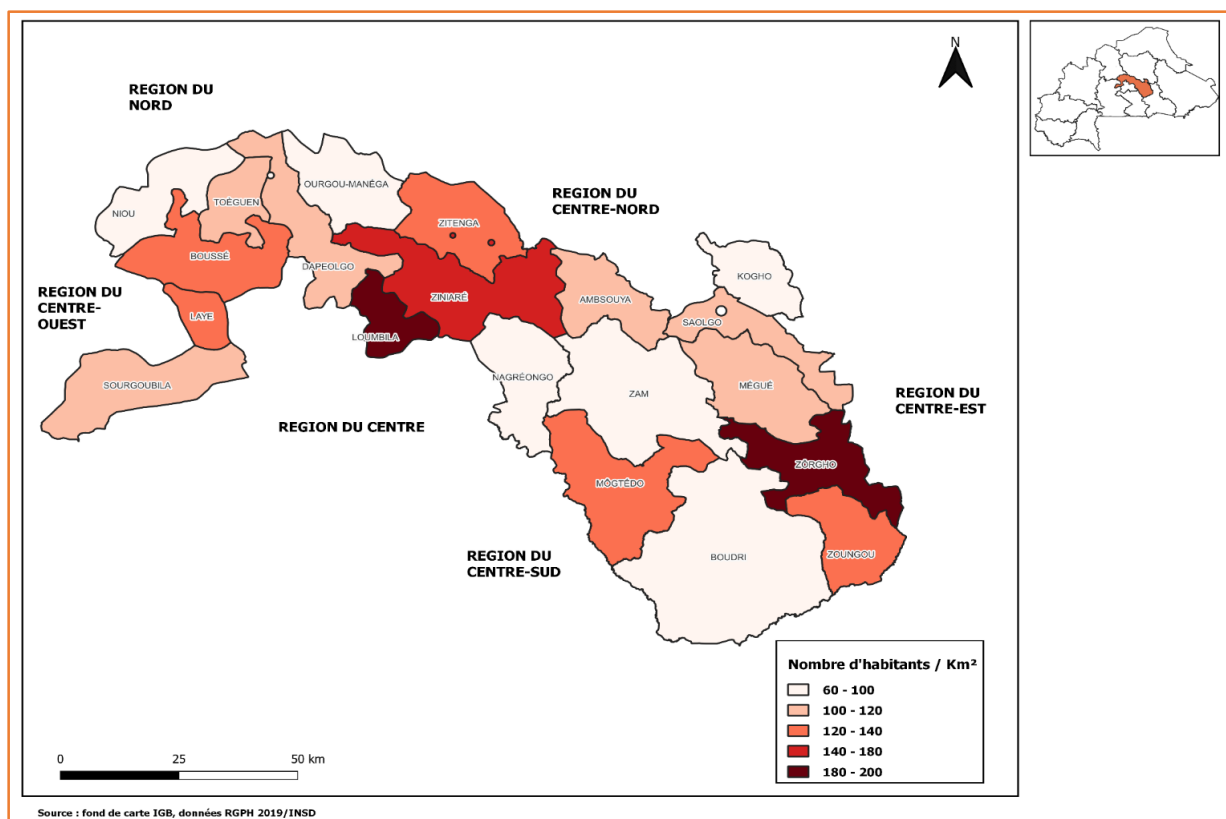 N
REGION DU
NORD
OURGOU-MANÉGA
NIOU
TOÉGUEN
REGION DU
CENTRE-NORD
ZITENGA
BOUSSÉ
DAPEOLGO
KOGHO
REGION DU
CENTRE-
OUEST
ZINIARÉ
AMBSOUYA
LAYE
SAOLGO
LOUMBILA
SOURGOUBILA
NAGRÉONGO
ZAM
MÉGUÉ
REGION DU
CENTRE-EST
REGION DU CENTRE
ZÔRGHO
MÔGTÉDO
REGION DU
CENTRE-SUD
BOUDRI
ZOUNGOU
Nombre d'habitants / Km²
60 - 100
100 - 120
120 - 140
140 - 180
180 - 200
0 25 50 km
Source : fond de carte IGB, données RGPH 2019/INSD